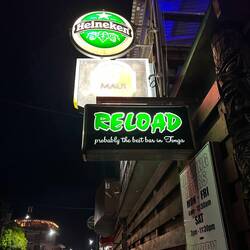 Heineken
MAUI
RELOAD
probably the best bar in Tonga
MON
FRI
SAT